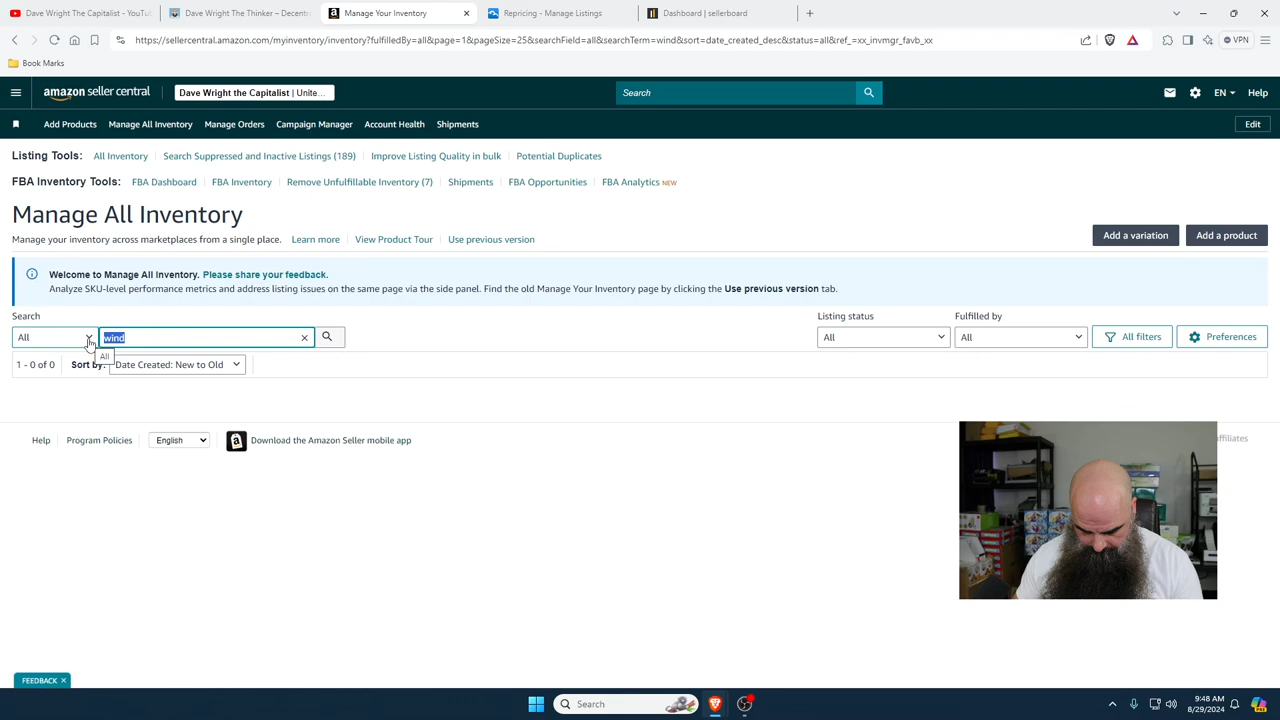 Dave Wright The Capitalist - YouTu
Dave Wright The Thinker – Decentr
Manage Your Inventory
Repricing - Manage Listings
Dashboard | sellerboard
https://sellercentral.amazon.com/myinventory/inventory?fulfilledBy=all&page=1&pageSize=25&searchField=all&searchTerm=wind&sort=date_created_desc&status=all&ref_=xx_invmgr_favb_xx
VPN
Book Marks
amazon seller central
Dave Wright the Capitalist | Unite...
Search
EN
Help
Add Products
Manage All Inventory
Manage Orders
Campaign Manager
Account Health
Shipments
Edit
Listing Tools:
All Inventory
Search Suppressed and Inactive Listings (189)
Improve Listing Quality in bulk
Potential Duplicates
FBA Inventory Tools:
FBA Dashboard
FBA Inventory
Remove Unfulfillable Inventory (7)
Shipments
FBA Opportunities
FBA Analytics NEW
Manage All Inventory
Manage your inventory across marketplaces from a single place.
Learn more
View Product Tour
Use previous version
Add a variation
Add a product
Welcome to Manage All Inventory. Please share your feedback.
Analyze SKU-level performance metrics and address listing issues on the same page via the side panel. Find the old Manage Your Inventory page by clicking the Use previous version tab.
Search
Listing status
Fulfilled by
All
wind
All
All
All filters
Preferences
All
1 - 0 of 0
Sort by:
Date Created: New to Old
Help
Program Policies
English
Download the Amazon Seller mobile app
ffiliates
FEEDBACK
Search
9:48 AM
8/29/2024